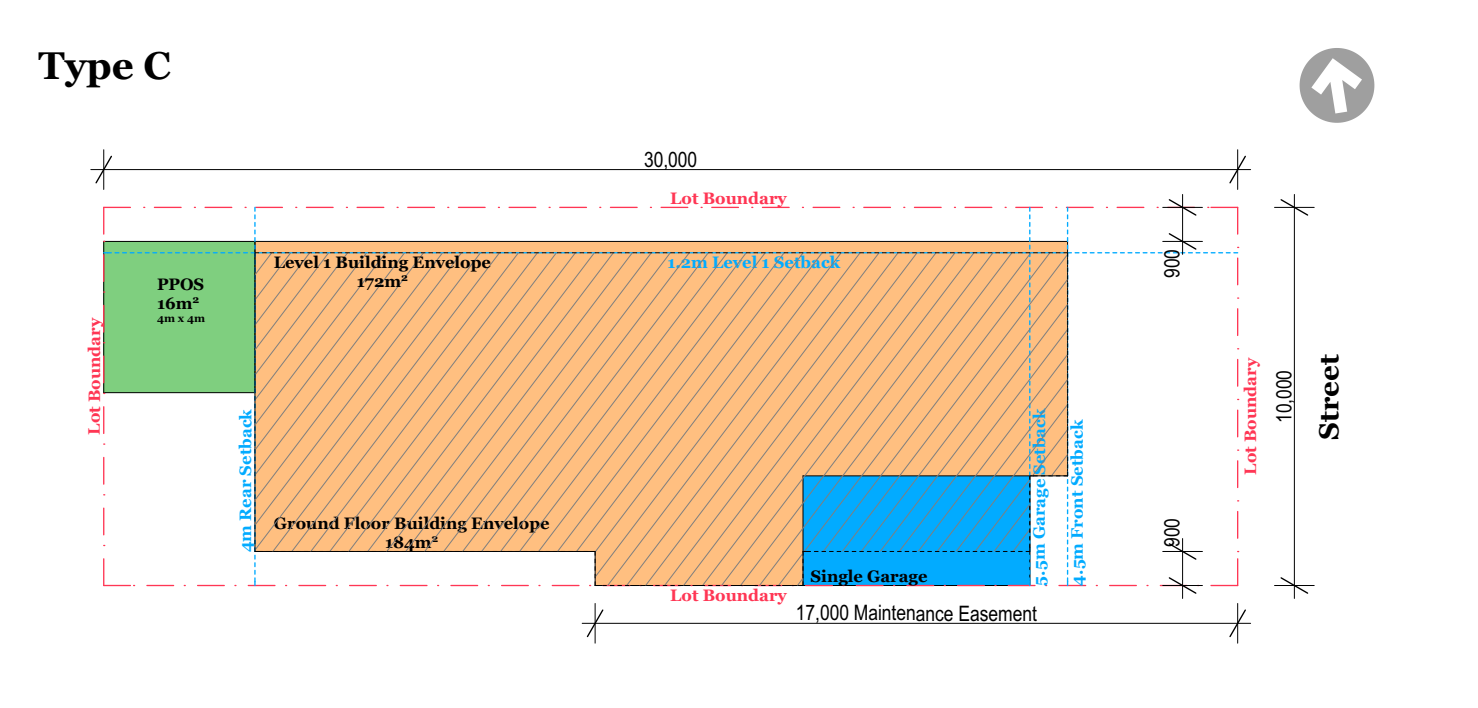 Type C
30,000
Lot Boundary
Level 1 Building Envelope
172m²
1.2m Level 1 Setback
900
PPOS
16m²
4m x 4m
Lot Boundary
4m Rear Setback
Ground Floor Building Envelope
184m²
Single Garage
5.5m Garage Setback
4.5m Front Setback
900
Lot Boundary
10,000
Street
Lot Boundary
17,000 Maintenance Easement